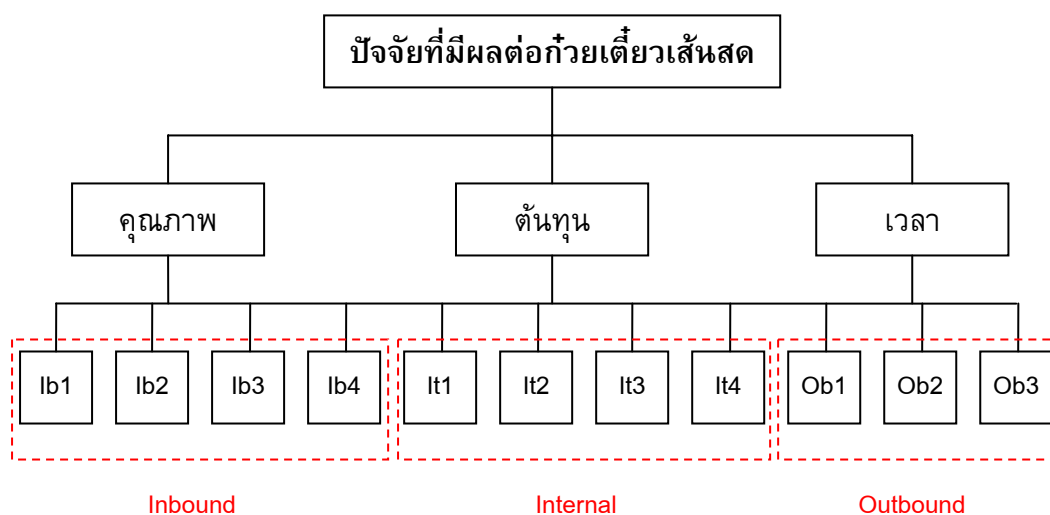 ปัจจัยที่มีผลต่อก๋วยเตี๋ยวเส้นสด
คุณภาพ ต้นทุน เวลา
Ib1 Ib2 Ib3 Ib4 It1 It2 It3 It4 Ob1 Ob2 Ob3
Inbound Internal Outbound